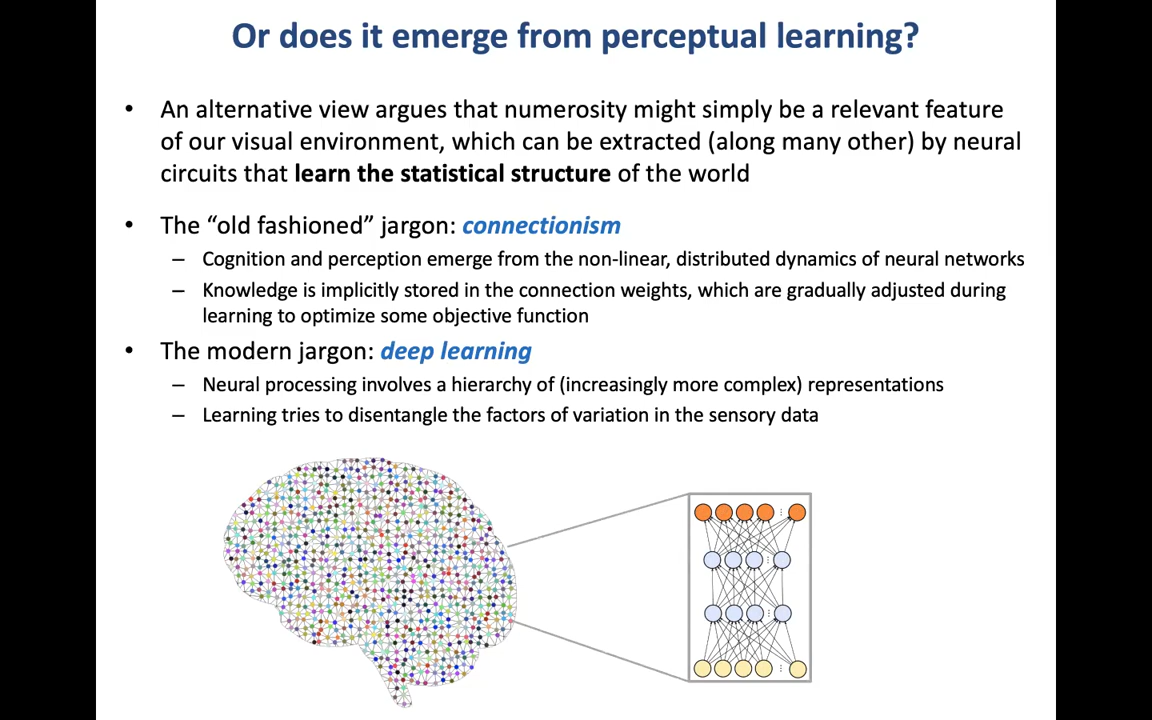 Or does it emerge from perceptual learning?
• An alternative view argues that numerosity might simply be a relevant feature
of our visual environment, which can be extracted (along many other) by neural
circuits that learn the statistical structure of the world
• The “old fashioned” jargon: connectionism
– Cognition and perception emerge from the non-linear, distributed dynamics of neural networks
– Knowledge is implicitly stored in the connection weights, which are gradually adjusted during
learning to optimize some objective function
• The modern jargon: deep learning
– Neural processing involves a hierarchy of (increasingly more complex) representations
– Learning tries to disentangle the factors of variation in the sensory data